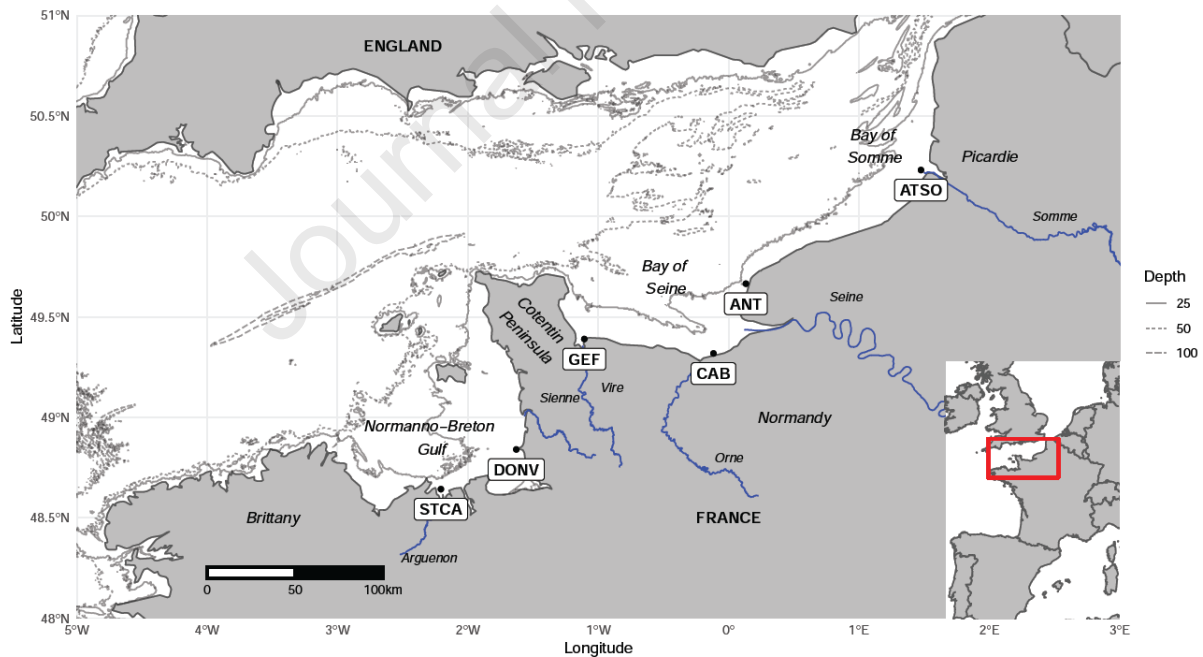 Journal
51°N
50.5°N
50°N
49.5°N
49°N
48.5°N
48°N
Latitude
ENGLAND
Bay of
Somme
Picardie
ATSO
Somme
Bay of
Seine
ANT
Seine
Cotentin
Peninsula
GEF
CAB
Sienne
Vire
Normandy
Normanno–Breton
Gulf
DONV
Orne
STCA
Brittany
FRANCE
Arguenon
0
50
100km
5°W
4°W
3°W
2°W
1°W
0°
1°E
2°E
3°E
Longitude
Depth
25
50
100